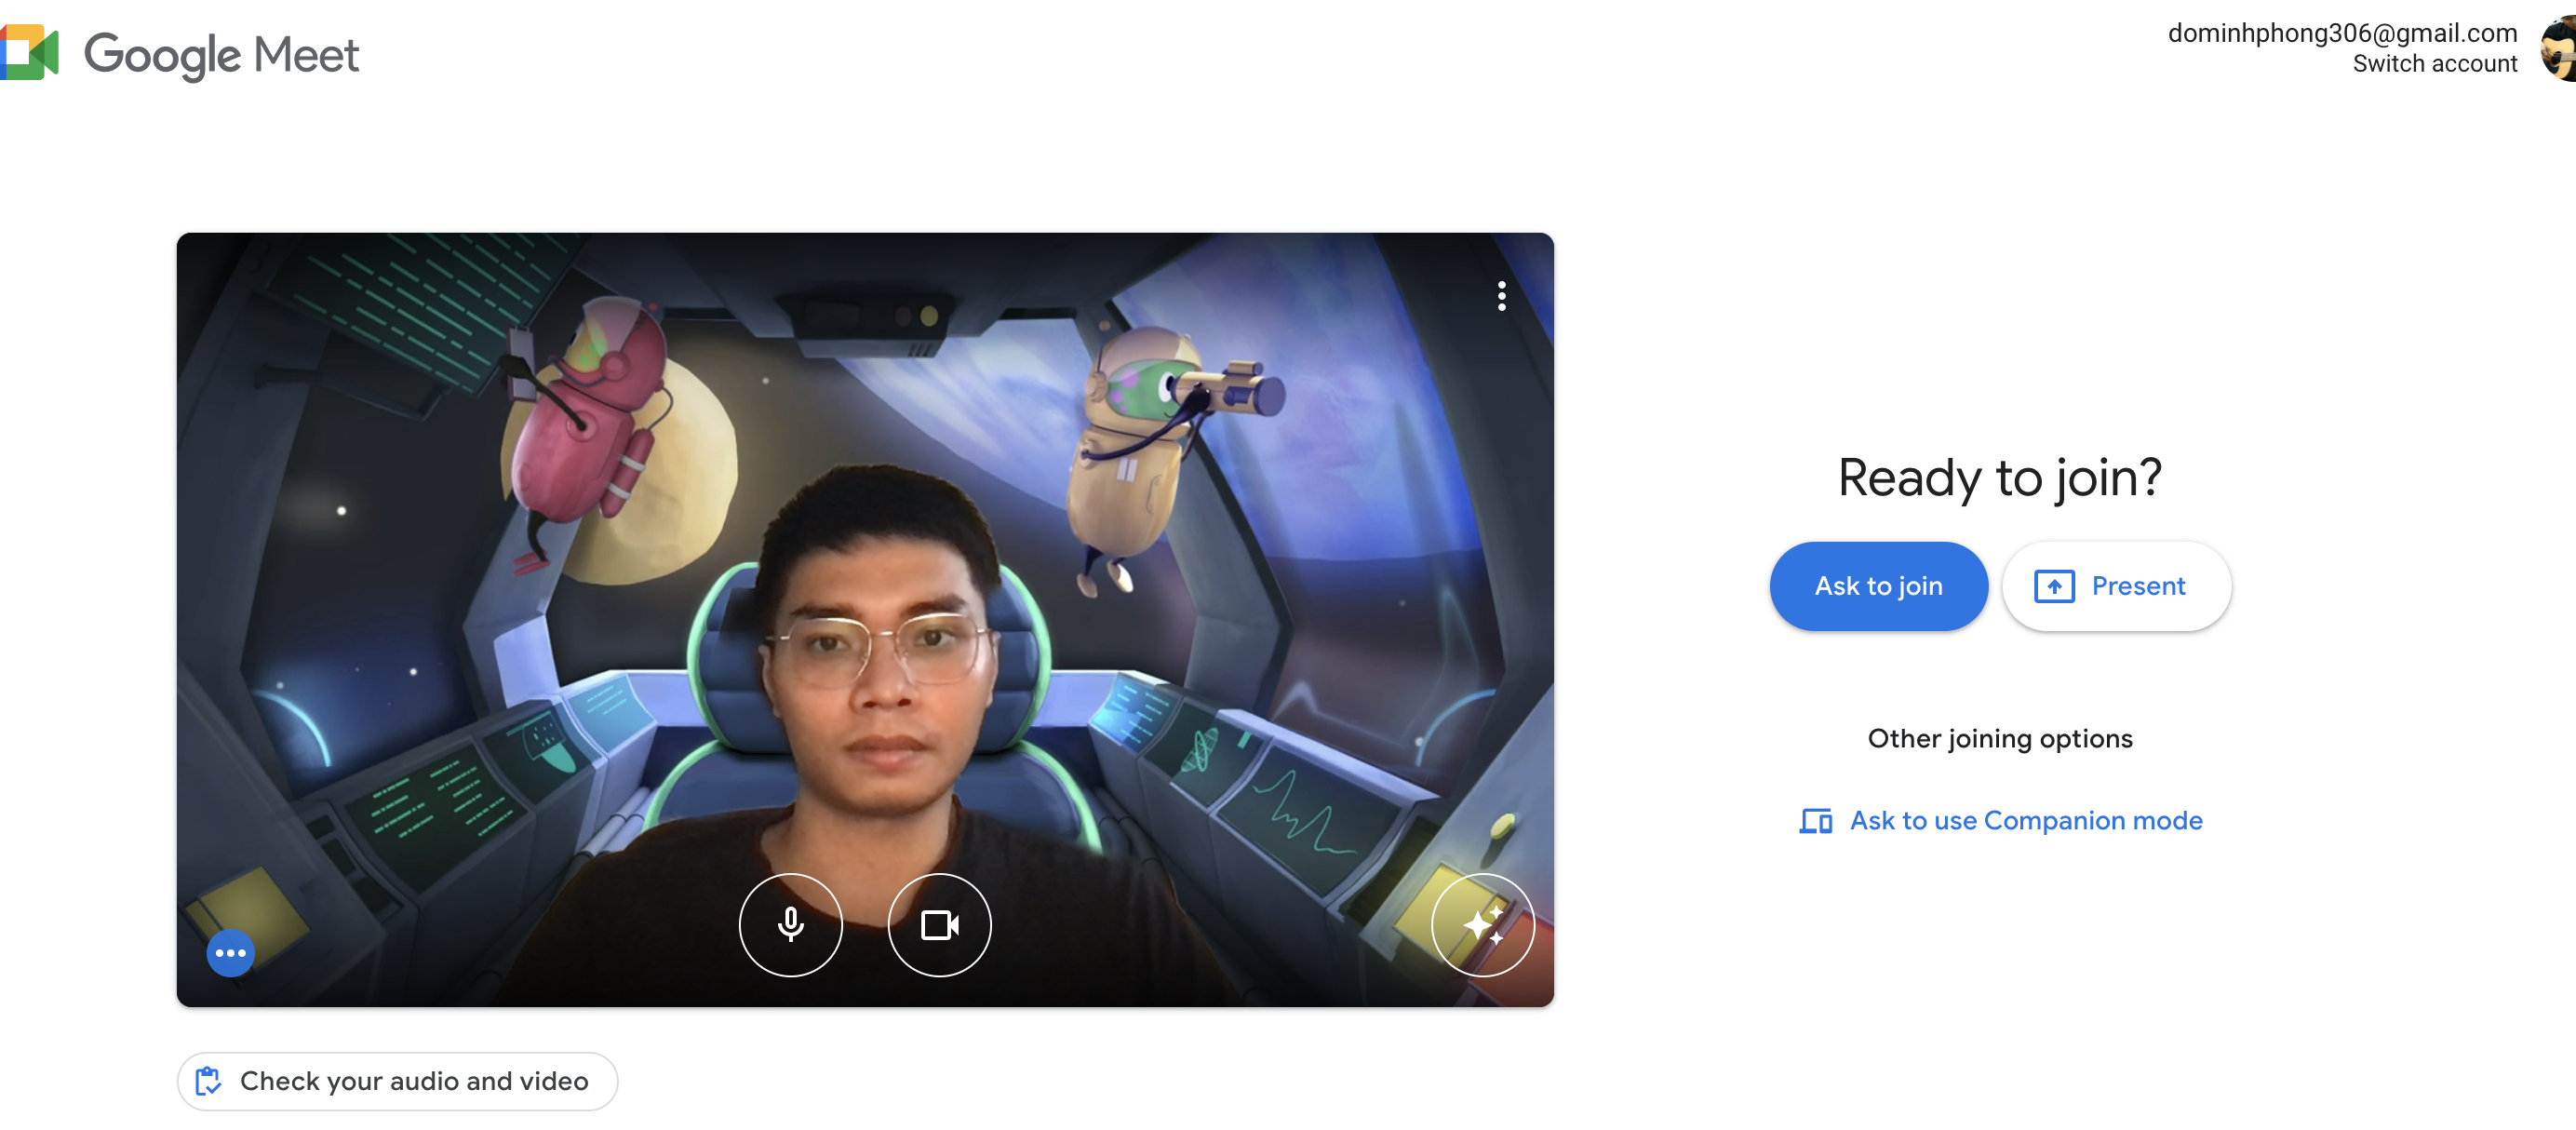 Google Meet
dominhphong306@gmail.com
Switch account
Ready to join?
Ask to join
Present
Other joining options
Ask to use Companion mode
Check your audio and video